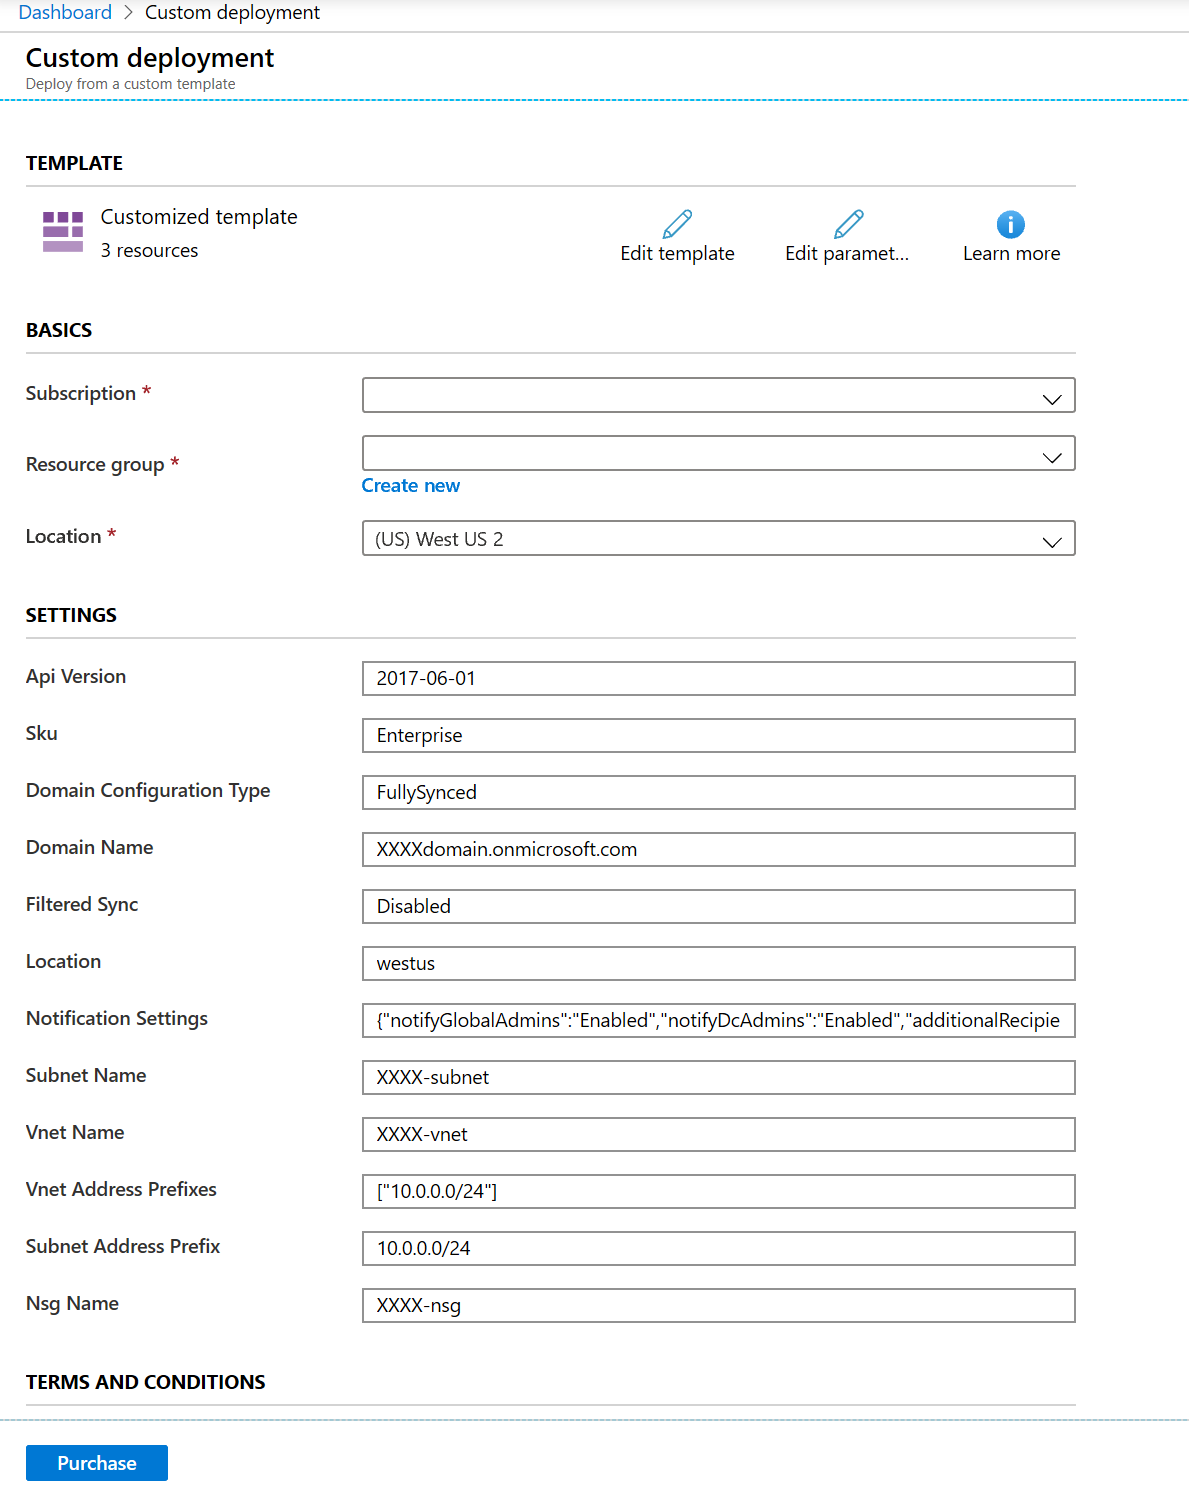 Dashboard > Custom deployment
Custom deployment
Deploy from a custom template
TEMPLATE
Customized template
3 resources
Edit template
Edit paramet...
Learn more
BASICS
Subscription *
Resource group *
Create new
Location * (US) West US 2
SETTINGS
Api Version 2017-06-01
Sku Enterprise
Domain Configuration Type FullySynced
Domain Name XXXXdomain.onmicrosoft.com
Filtered Sync Disabled
Location westus
Notification Settings {"notifyGlobalAdmins":"Enabled","notifyDcAdmins":"Enabled","additionalRecipie
Subnet Name XXXX-subnet
Vnet Name XXXX-vnet
Vnet Address Prefixes ["10.0.0.0/24"]
Subnet Address Prefix 10.0.0.0/24
Nsg Name XXXX-nsg
TERMS AND CONDITIONS
Purchase